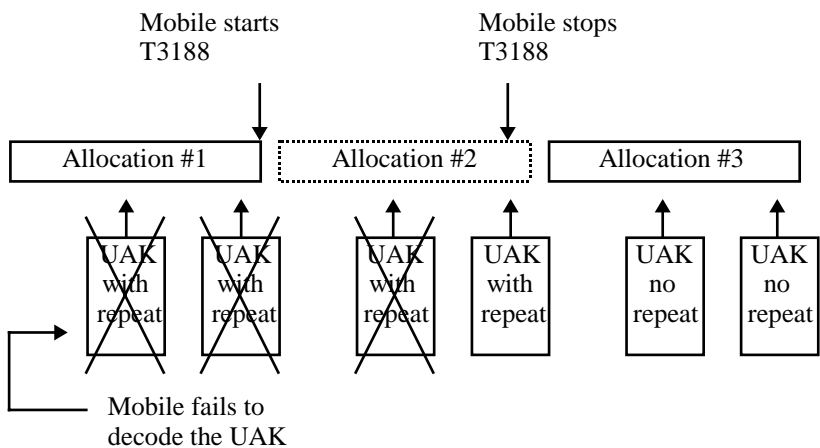 Mobile starts
T3188
Mobile stops
T3188
Allocation #1
Allocation #2
Allocation #3
UAK
with
repeat
UAK
with
repeat
UAK
with
repeat
UAK
with
repeat
UAK
no
repeat
UAK
no
repeat
Mobile fails to
decode the UAK